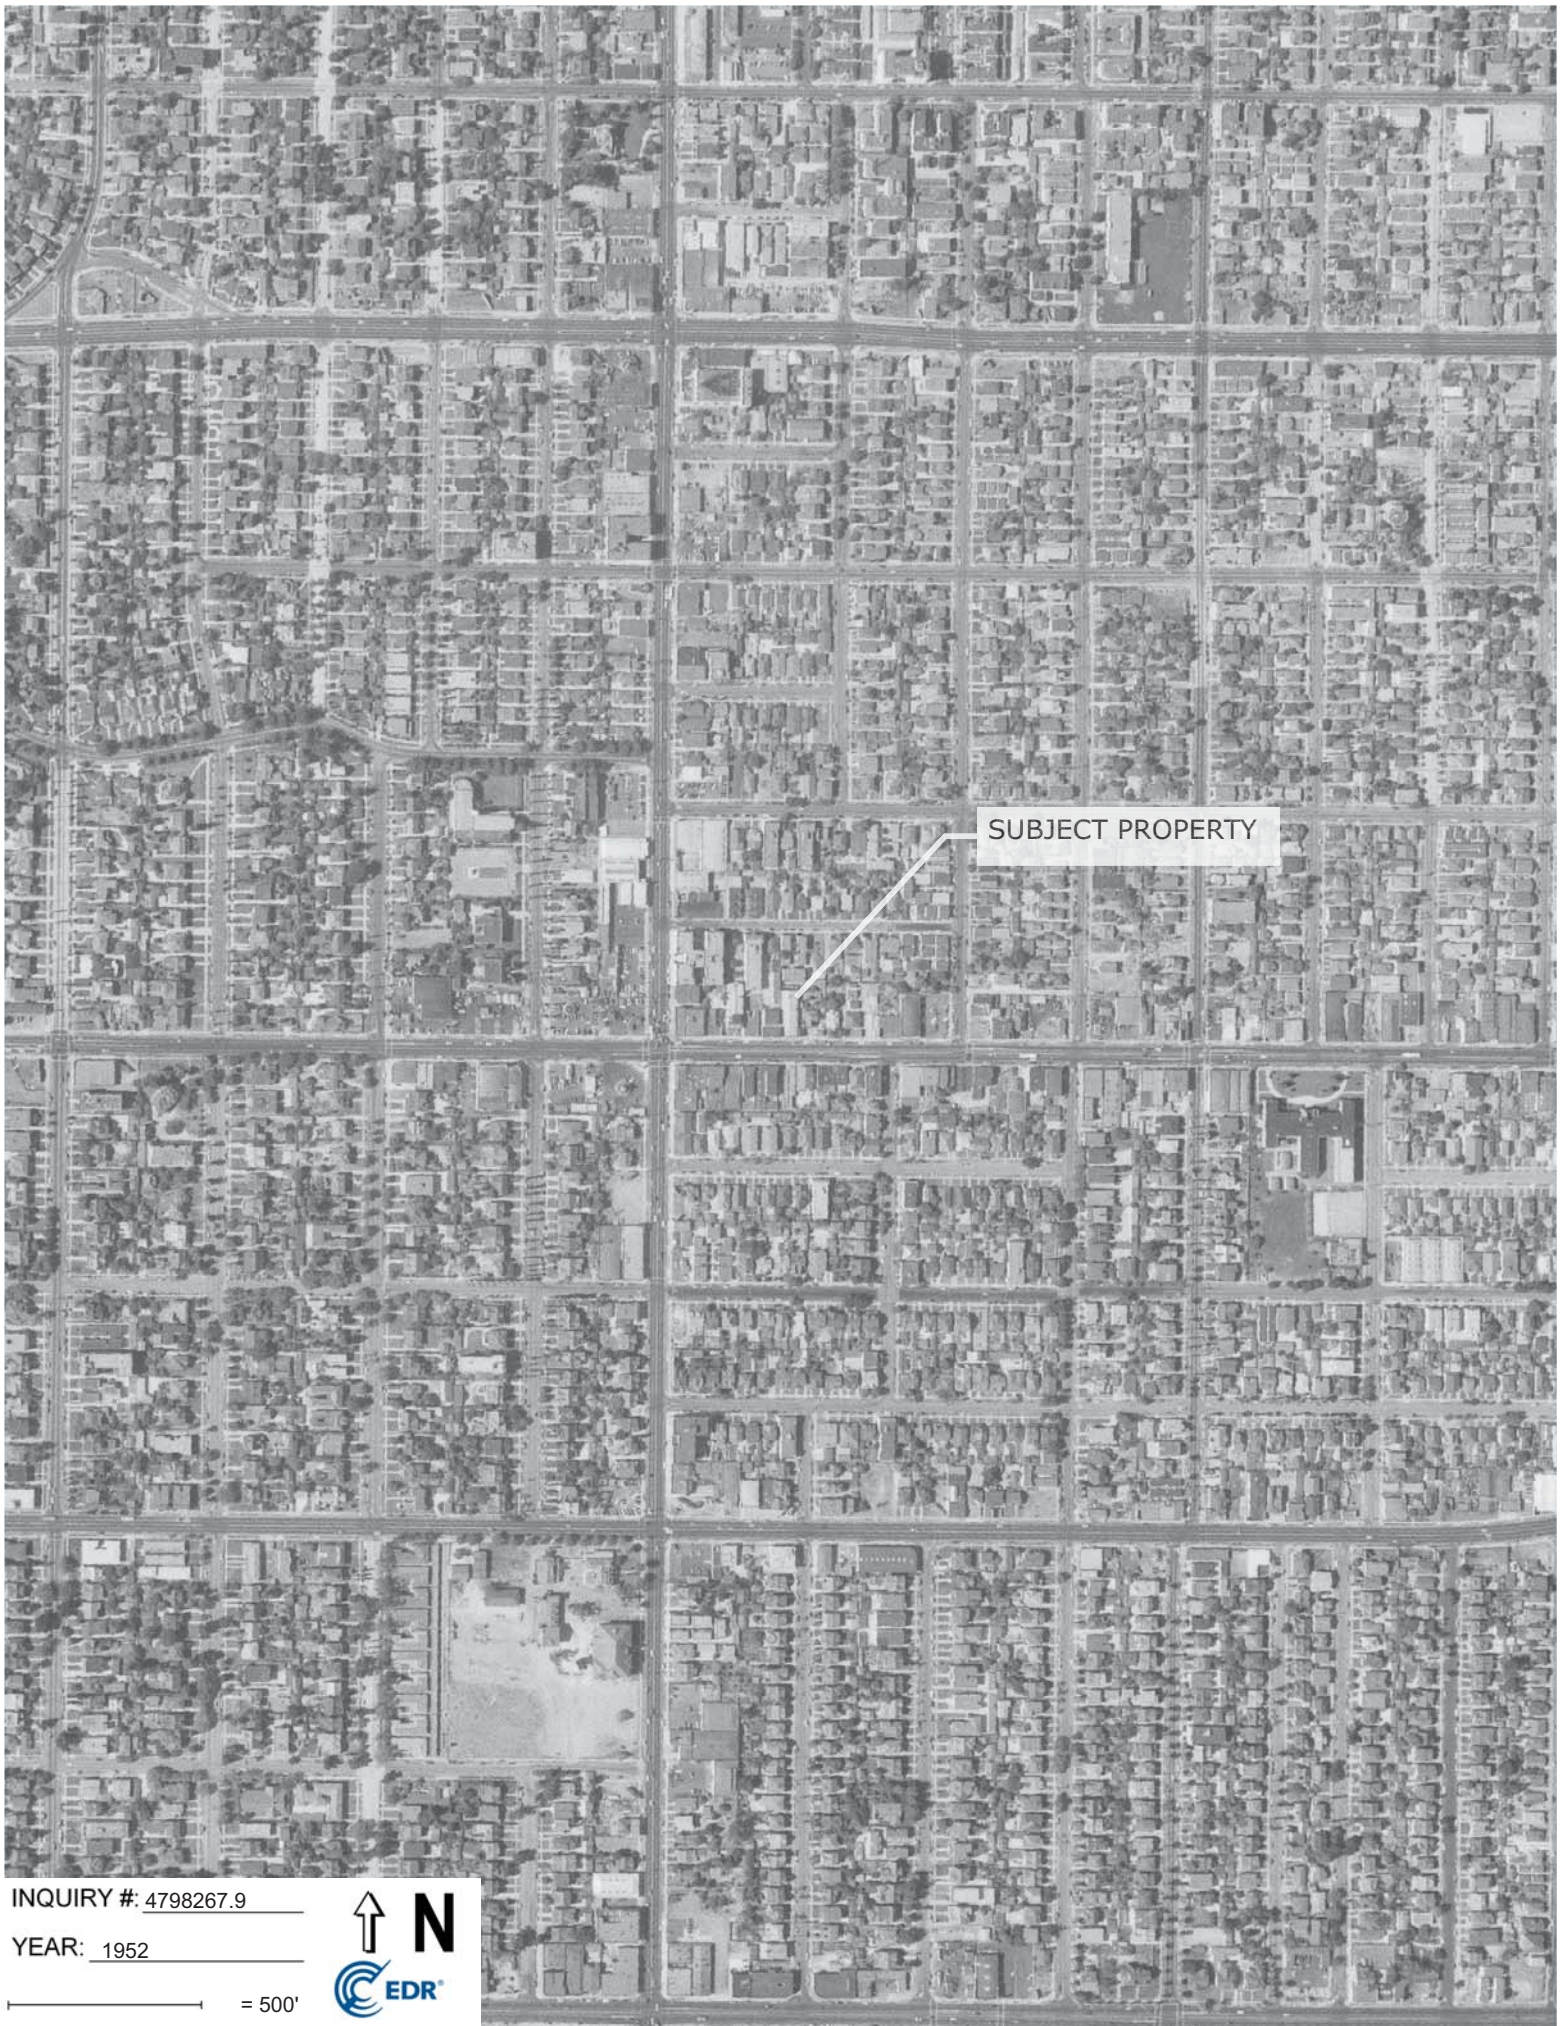 SUBJECT PROPERTY
INQUIRY #: 4798267.9
YEAR: 1952
= 500'
N
EDR®